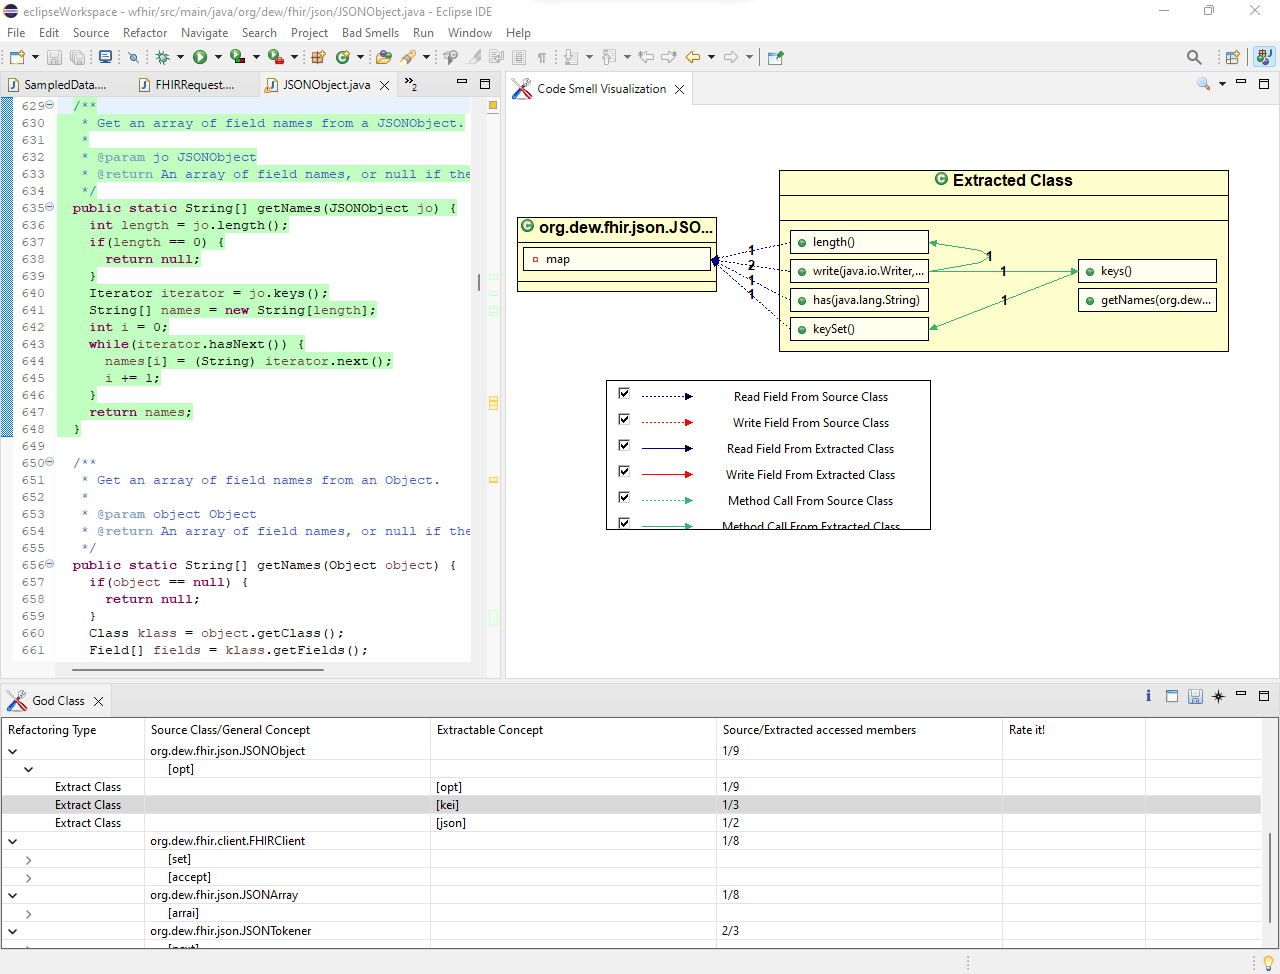 eclipseWorkspace - wfhir/src/main/java/org/dew/fhir/json/JSONObject.java - Eclipse IDE
File Edit Source Refactor Navigate Search Project Bad Smells Run Window Help
SampledData.... FHIRRequest.... JSONObject.java »2
629 /**
630 * Get an array of field names from a JSONObject.
631 *
632 * @param jo JSONObject
633 * @return An array of field names, or null if the
634 */
635 public static String[] getNames(JSONObject jo) {
636 int length = jo.length();
637 if(length == 0) {
638 return null;
639 }
640 Iterator iterator = jo.keys();
641 String[] names = new String[length];
642 int i = 0;
643 while(iterator.hasNext()) {
644 names[i] = (String) iterator.next();
645 i += 1;
646 }
647 return names;
648 }
649
650 /**
651 * Get an array of field names from an Object.
652 *
653 * @param object Object
654 * @return An array of field names, or null if the
655 */
656 public static String[] getNames(Object object) {
657 if(object == null) {
658 return null;
659 }
660 Class klass = object.getClass();
661 Field[] fields = klass.getFields();
Code Smell Visualization
Extracted Class
org.dew.fhir.json.JSO...
map
length()
write(java.io.Writer,...
has(java.lang.String)
keySet()
keys()
getNames(org.dew...
1
2
1
1
1
1
1
Read Field From Source Class
Write Field From Source Class
Read Field From Extracted Class
Write Field From Extracted Class
Method Call From Source Class
Method Call From Extracted Class
God Class
Refactoring Type Source Class/General Concept Extractable Concept Source/Extracted accessed members Rate it!
org.dew.fhir.json.JSONObject 1/9
[opt]
Extract Class [opt] 1/9
Extract Class [kei] 1/3
Extract Class [json] 1/2
org.dew.fhir.client.FHIRClient 1/8
[set]
[accept]
org.dew.fhir.json.JSONArray 1/8
[arrai]
org.dew.fhir.json.JSONTokener 2/3
[next]